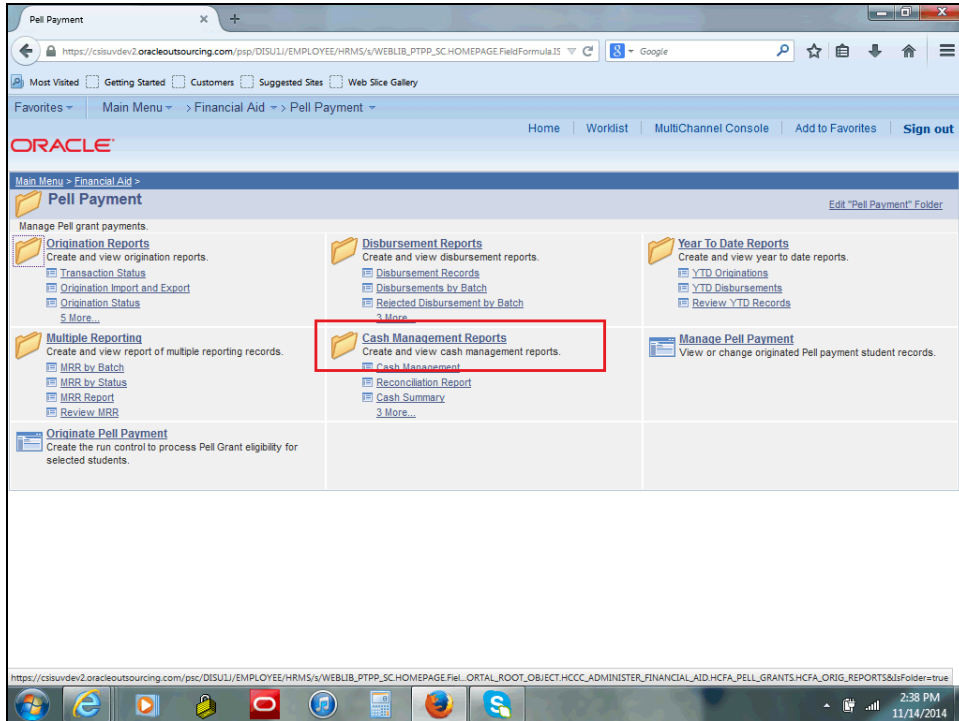 Pell Payment
https://csisuvdev2.oracleoutsourcing.com/psp/DISU1J/EMPLOYEE/HRMS/s/WEBLIB_PTPP_SC.HOMEPAGE.FieldFormula.IS
Google
Most Visited Getting Started Customers Suggested Sites Web Slice Gallery
Favorites Main Menu > Financial Aid > Pell Payment
Home Worklist MultiChannel Console Add to Favorites Sign out
ORACLE
Main Menu > Financial Aid >
Pell Payment
Edit "Pell Payment" Folder
Manage Pell grant payments.
Origination Reports
Create and view origination reports.
Transaction Status
Origination Import and Export
Origination Status
5 More...
Disbursement Reports
Create and view disbursement reports.
Disbursement Records
Disbursements by Batch
Rejected Disbursement by Batch
3 More...
Year To Date Reports
Create and view year to date reports.
YTD Originations
YTD Disbursements
Review YTD Records
Multiple Reporting
Create and view report of multiple reporting records.
MRR by Batch
MRR by Status
MRR Report
Review MRR
Cash Management Reports
Create and view cash management reports.
Cash Management
Reconciliation Report
Cash Summary
3 More...
Manage Pell Payment
View or change originated Pell payment student records.
Originate Pell Payment
Create the run control to process Pell Grant eligibility for
selected students.
https://csisuvdev2.oracleoutsourcing.com/psc/DISU1J/EMPLOYEE/HRMS/s/WEBLIB_PTPP_SC.HOMEPAGE.Fiel...ORTAL_ROOT_OBJECT.HCCC_ADMINISTER_FINANCIAL_AID.HCFA_PELL_GRANTS.HCFA_ORIG_REPORTS&IsFolder=true
2:38 PM
11/14/2014